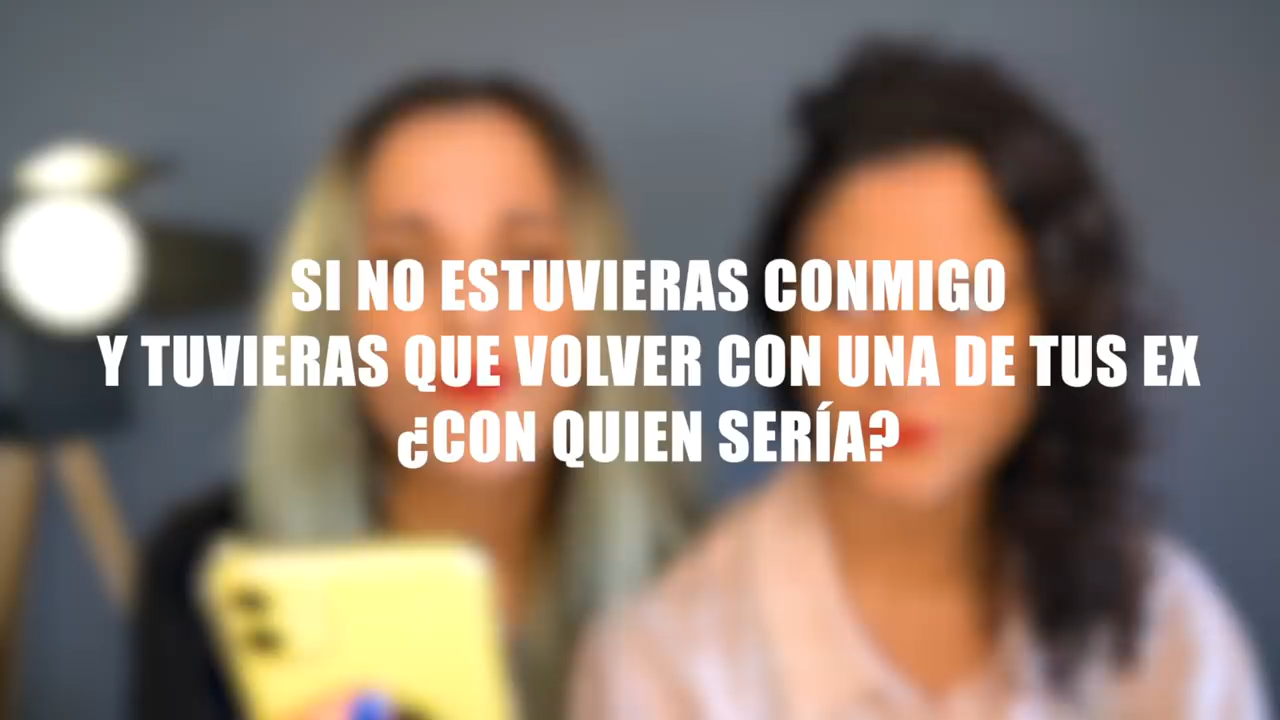 SI NO ESTUVIERAS CONMIGO
Y TUVIERAS QUE VOLVER CON UNA DE TUS EX
¿CON QUIEN SERÍA?